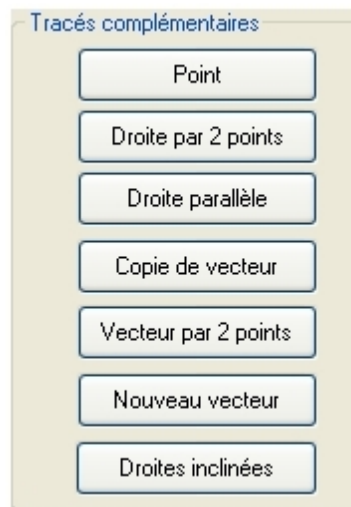 Tracés complémentaires
Point
Droite par 2 points
Droite parallèle
Copie de vecteur
Vecteur par 2 points
Nouveau vecteur
Droites inclinées